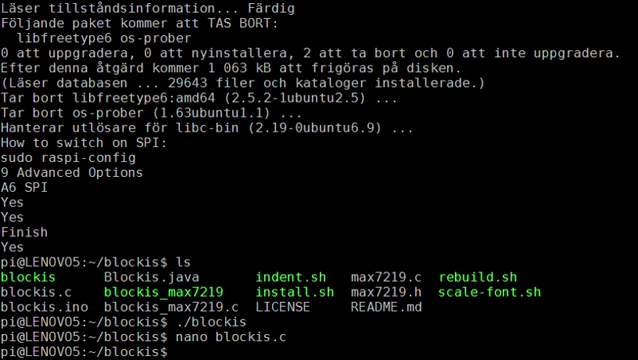 Läser tillståndsinformation... Färdig
Följande paket kommer att TAS BORT:
  libfreetype6 os-prober
0 att uppgradera, 0 att nyinstallera, 2 att ta bort och 0 att inte uppgradera.
Efter denna åtgärd kommer 1 063 kB att frigöras på disken.
(Läser databasen ... 29643 filer och kataloger installerade.)
Tar bort libfreetype6:amd64 (2.5.2-1ubuntu2.5) ...
Tar bort os-prober (1.63ubuntu1.1) ...
Hanterar utlösare för libc-bin (2.19-0ubuntu6.9) ...
How to switch on SPI:
sudo raspi-config
9 Advanced Options
A6 SPI
Yes
Yes
Finish
Yes
pi@LENOVO5:~/blockis$ ls
blockis     Blockis.java       indent.sh   max7219.c  rebuild.sh
blockis.c   blockis_max7219    install.sh  max7219.h  scale-font.sh
blockis.ino blockis_max7219.c  LICENSE     README.md
pi@LENOVO5:~/blockis$ ./blockis
pi@LENOVO5:~/blockis$ nano blockis.c
pi@LENOVO5:~/blockis$